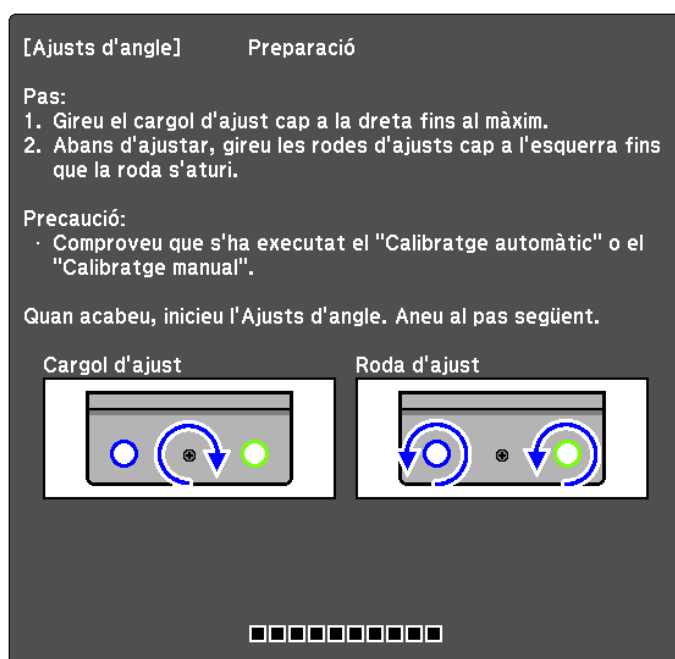 [Ajusts d'angle] Preparació
Pas:
1. Gireu el cargol d'ajust cap a la dreta fins al màxim.
2. Abans d'ajustar, gireu les rodes d'ajusts cap a l'esquerra fins
que la roda s'aturi.
Precaució:
· Comproveu que s'ha executat el "Calibratge automàtic" o el
"Calibratge manual".
Quan acabeu, inicieu l'Ajusts d'angle. Aneu al pas següent.
Cargol d'ajust Roda d'ajust